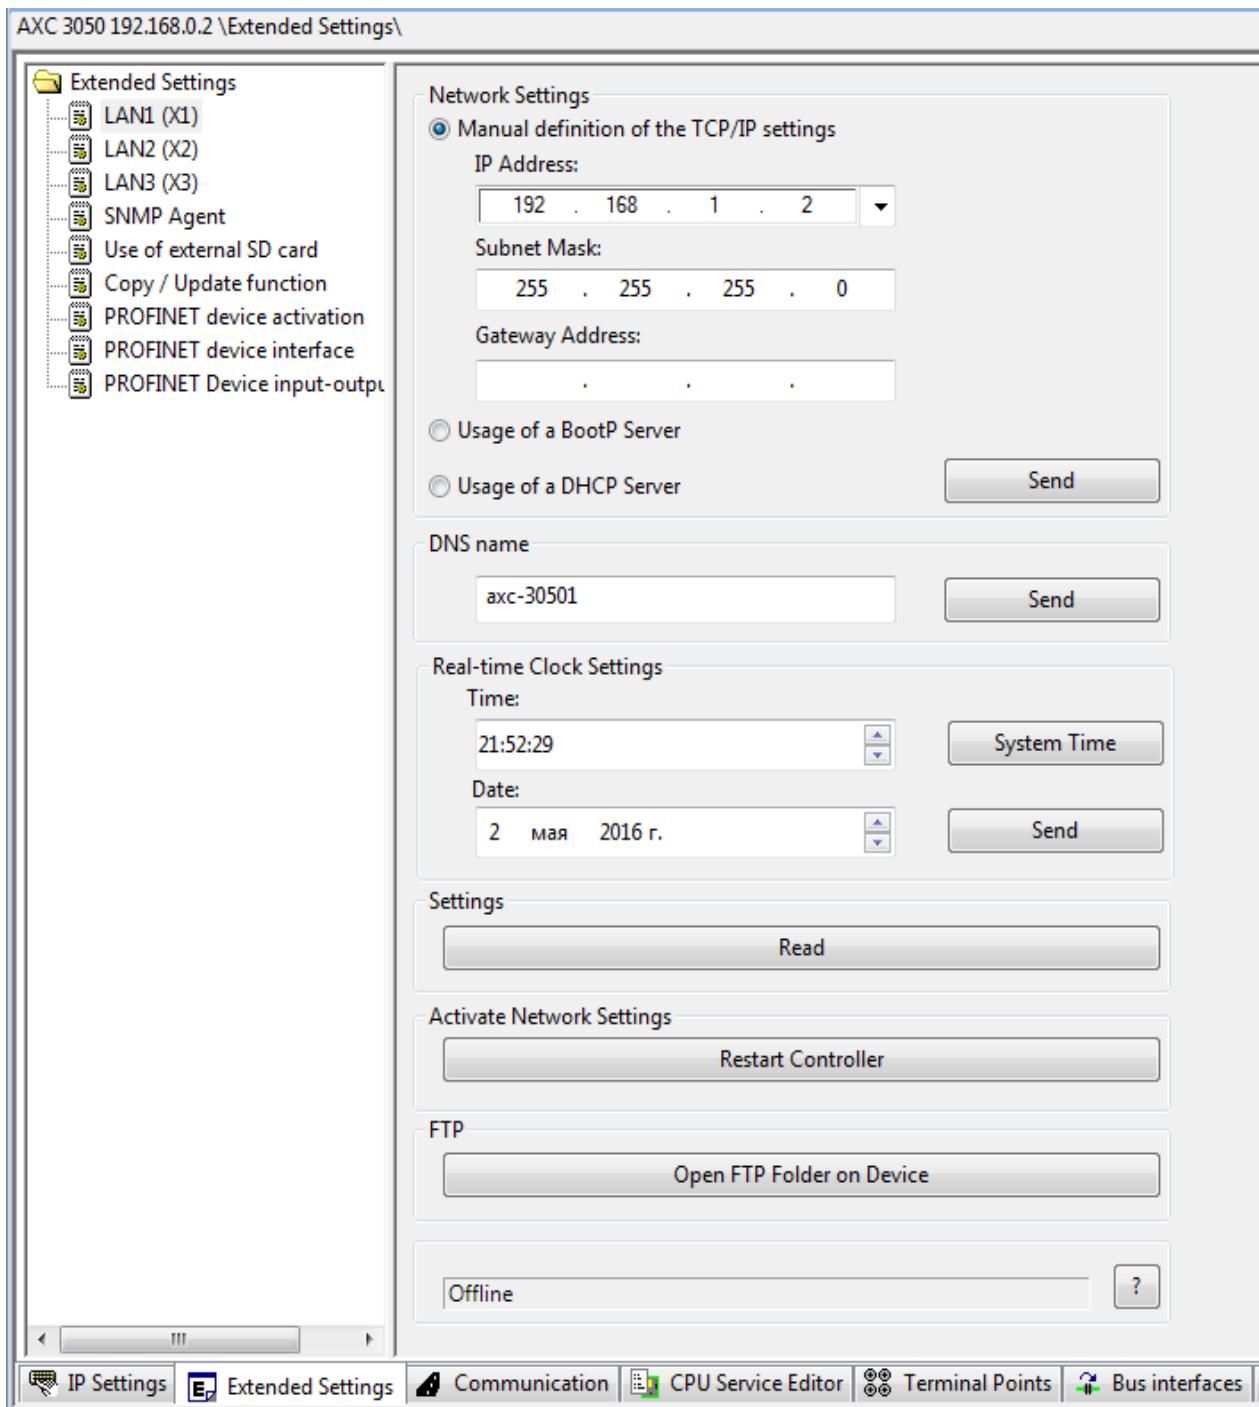 AXC 3050 192.168.0.2 \Extended Settings\
Extended Settings
LAN1 (X1)
LAN2 (X2)
LAN3 (X3)
SNMP Agent
Use of external SD card
Copy / Update function
PROFINET device activation
PROFINET device interface
PROFINET Device input-outpu
Network Settings
Manual definition of the TCP/IP settings
IP Address:
192 . 168 . 1 . 2
Subnet Mask:
255 . 255 . 255 . 0
Gateway Address:
. . .
Usage of a BootP Server
Usage of a DHCP Server
Send
DNS name
axc-30501
Send
Real-time Clock Settings
Time:
21:52:29
System Time
Date:
2 мая 2016 г.
Send
Settings
Read
Activate Network Settings
Restart Controller
FTP
Open FTP Folder on Device
Offline
?
IP Settings
Extended Settings
Communication
CPU Service Editor
Terminal Points
Bus interfaces